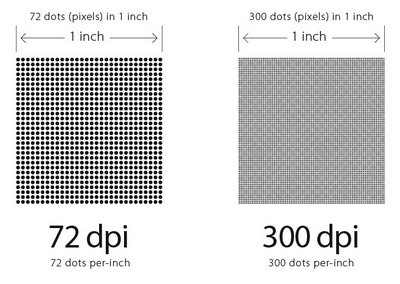 72 dots (pixels) in 1 inch
1 inch
72 dpi
72 dots per-inch
300 dots (pixels) in 1 inch
1 inch
300 dpi
300 dots per-inch